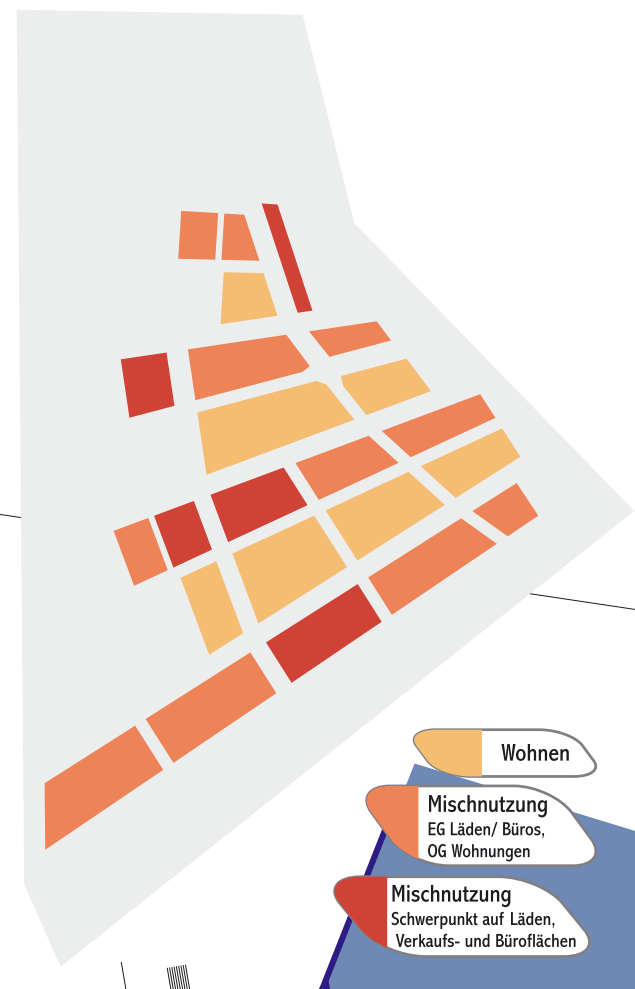 Wohnen
Mischnutzung
EG Läden/ Büros,
OG Wohnungen
Mischnutzung
Schwerpunkt auf Läden,
Verkaufs- und Büroflächen